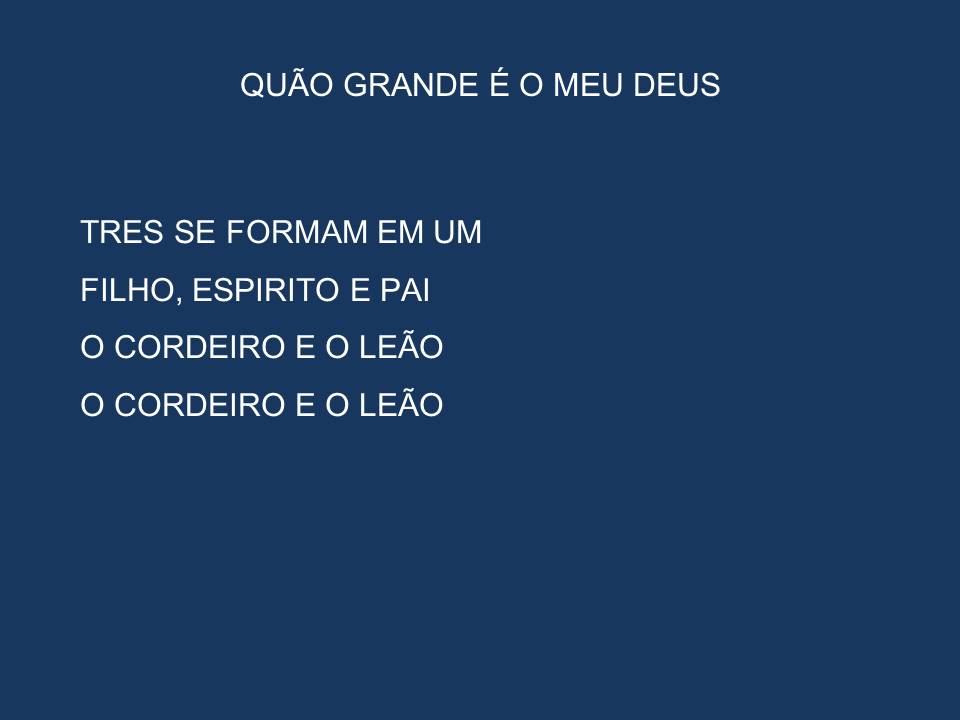 QUÃO GRANDE É O MEU DEUS
TRES SE FORMAM EM UM
FILHO, ESPIRITO E PAI
O CORDEIRO E O LEÃO
O CORDEIRO E O LEÃO